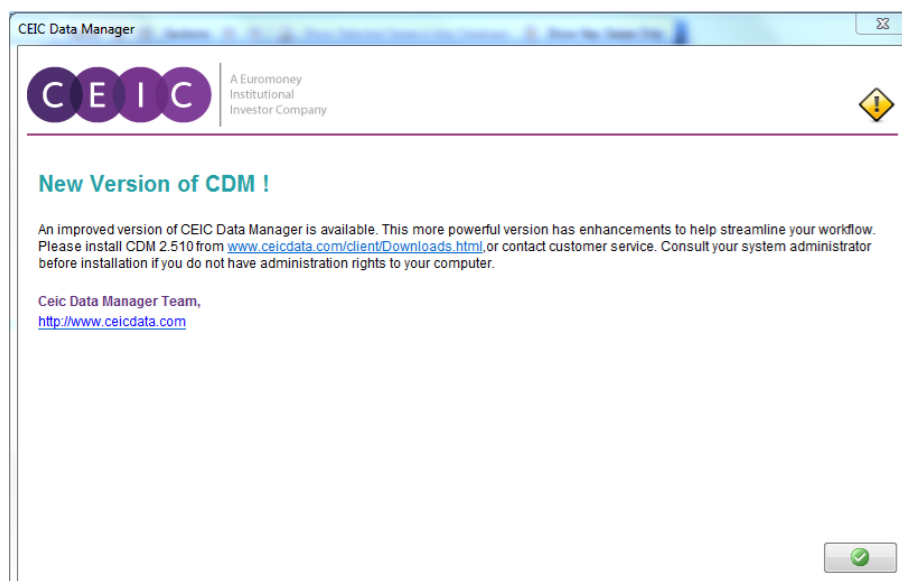 CEIC Data Manager
CEIC
A Euromoney
Institutional
Investor Company
New Version of CDM !
An improved version of CEIC Data Manager is available. This more powerful version has enhancements to help streamline your workflow.
Please install CDM 2.510 from www.ceicdata.com/client/Downloads.html,or contact customer service. Consult your system administrator
before installation if you do not have administration rights to your computer.
Ceic Data Manager Team,
http://www.ceicdata.com